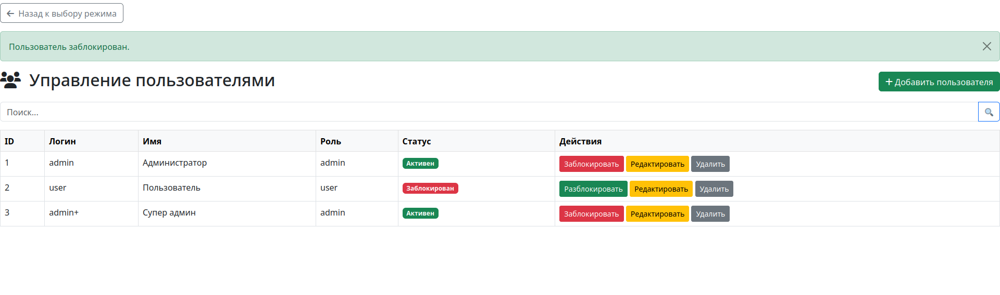 Назад к выбору режима
Пользователь заблокирован.
Управление пользователями
Добавить пользователя
Поиск...
ID Логин Имя Роль Статус Действия
1 admin Администратор admin Активен Заблокировать Редактировать Удалить
2 user Пользователь user Заблокирован Разблокировать Редактировать Удалить
3 admin+ Супер админ admin Активен Заблокировать Редактировать Удалить